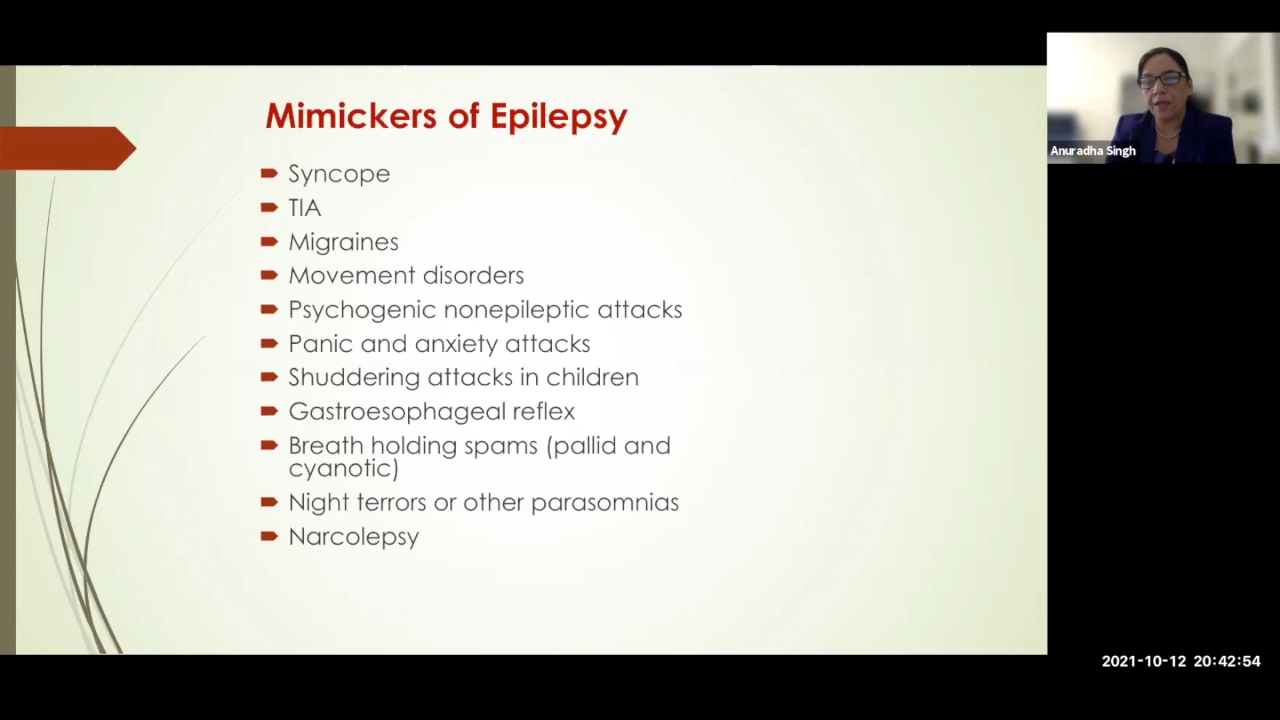 Mimickers of Epilepsy
Syncope
TIA
Migraines
Movement disorders
Psychogenic nonepileptic attacks
Panic and anxiety attacks
Shuddering attacks in children
Gastroesophageal reflex
Breath holding spams (pallid and
cyanotic)
Night terrors or other parasomnias
Narcolepsy
Anuradha Singh
2021-10-12 20:42:54